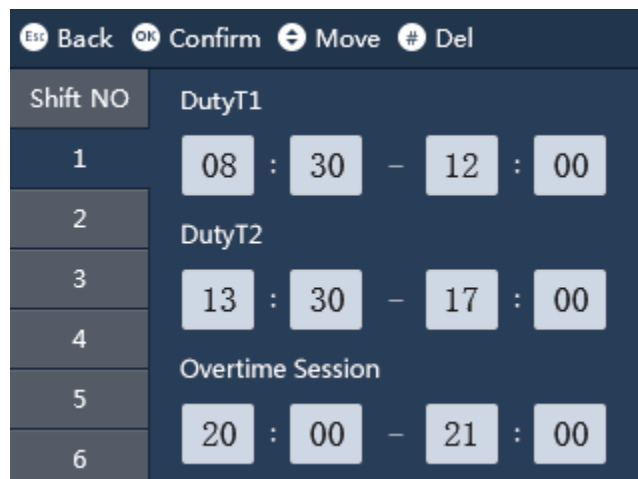 Esc Back OK Confirm Move # Del
Shift NO
1
2
3
4
5
6
DutyT1
08 : 30 – 12 : 00
DutyT2
13 : 30 – 17 : 00
Overtime Session
20 : 00 – 21 : 00